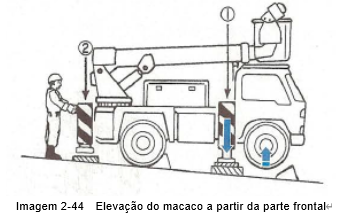 ①
②
Imagem 2-44 Elevação do macaco a partir da parte frontal↵